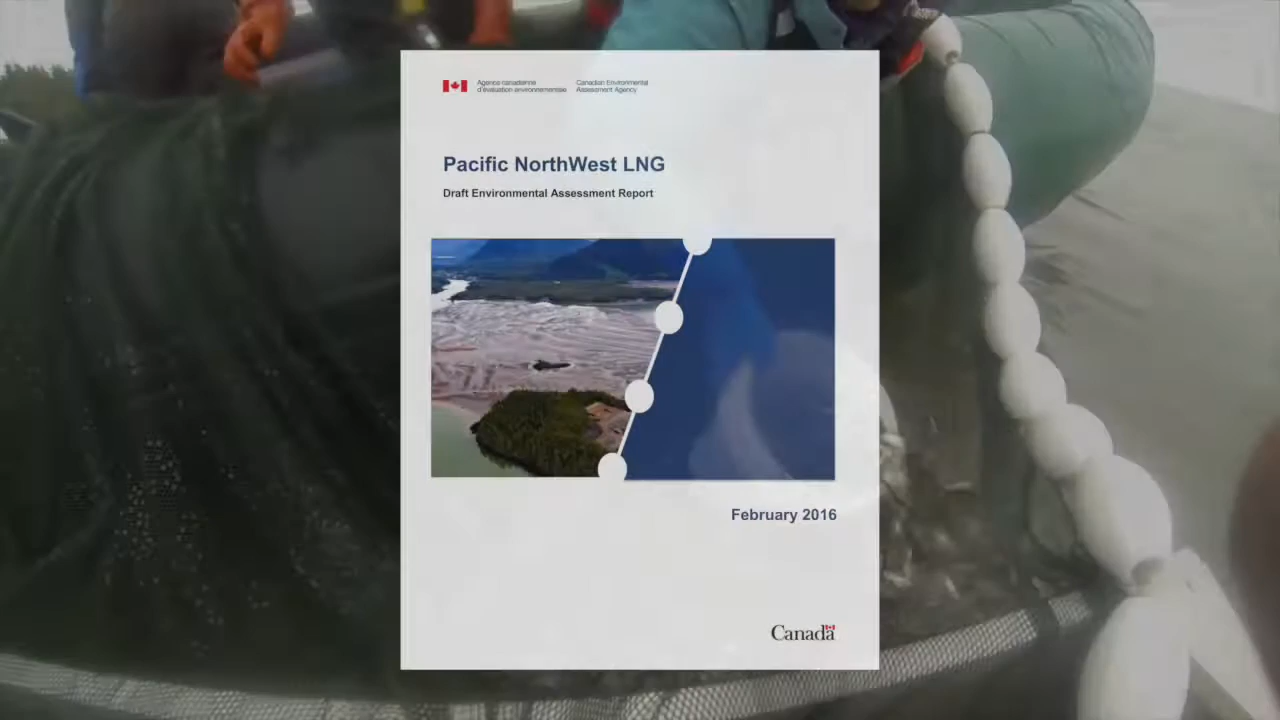 Agence canadienne
d'évaluation environnementale
Canadian Environmental
Assessment Agency
Pacific NorthWest LNG
Draft Environmental Assessment Report
February 2016
Canada